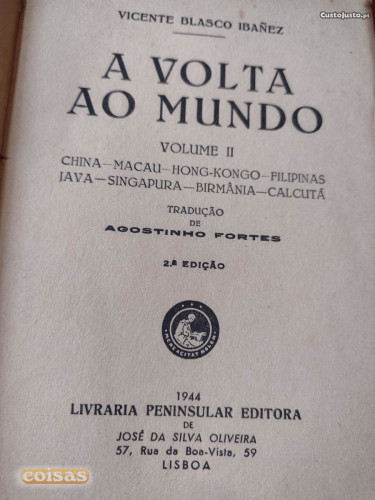 CustoJusto.pt
VICENTE BLASCO IBAÑEZ
A VOLTA
AO MUNDO
VOLUME II
CHINA—MACAU—HONG-KONGO—FILIPINAS
JAVA—SINGAPURA—BIRMÂNIA—CALCUTÁ
TRADUÇÃO
DE
AGOSTINHO FORTES
2.ª EDIÇÃO
1944
LIVRARIA PENINSULAR EDITORA
DE
JOSÉ DA SILVA OLIVEIRA
57, Rua da Boa-Vista, 59
LISBOA
coisas